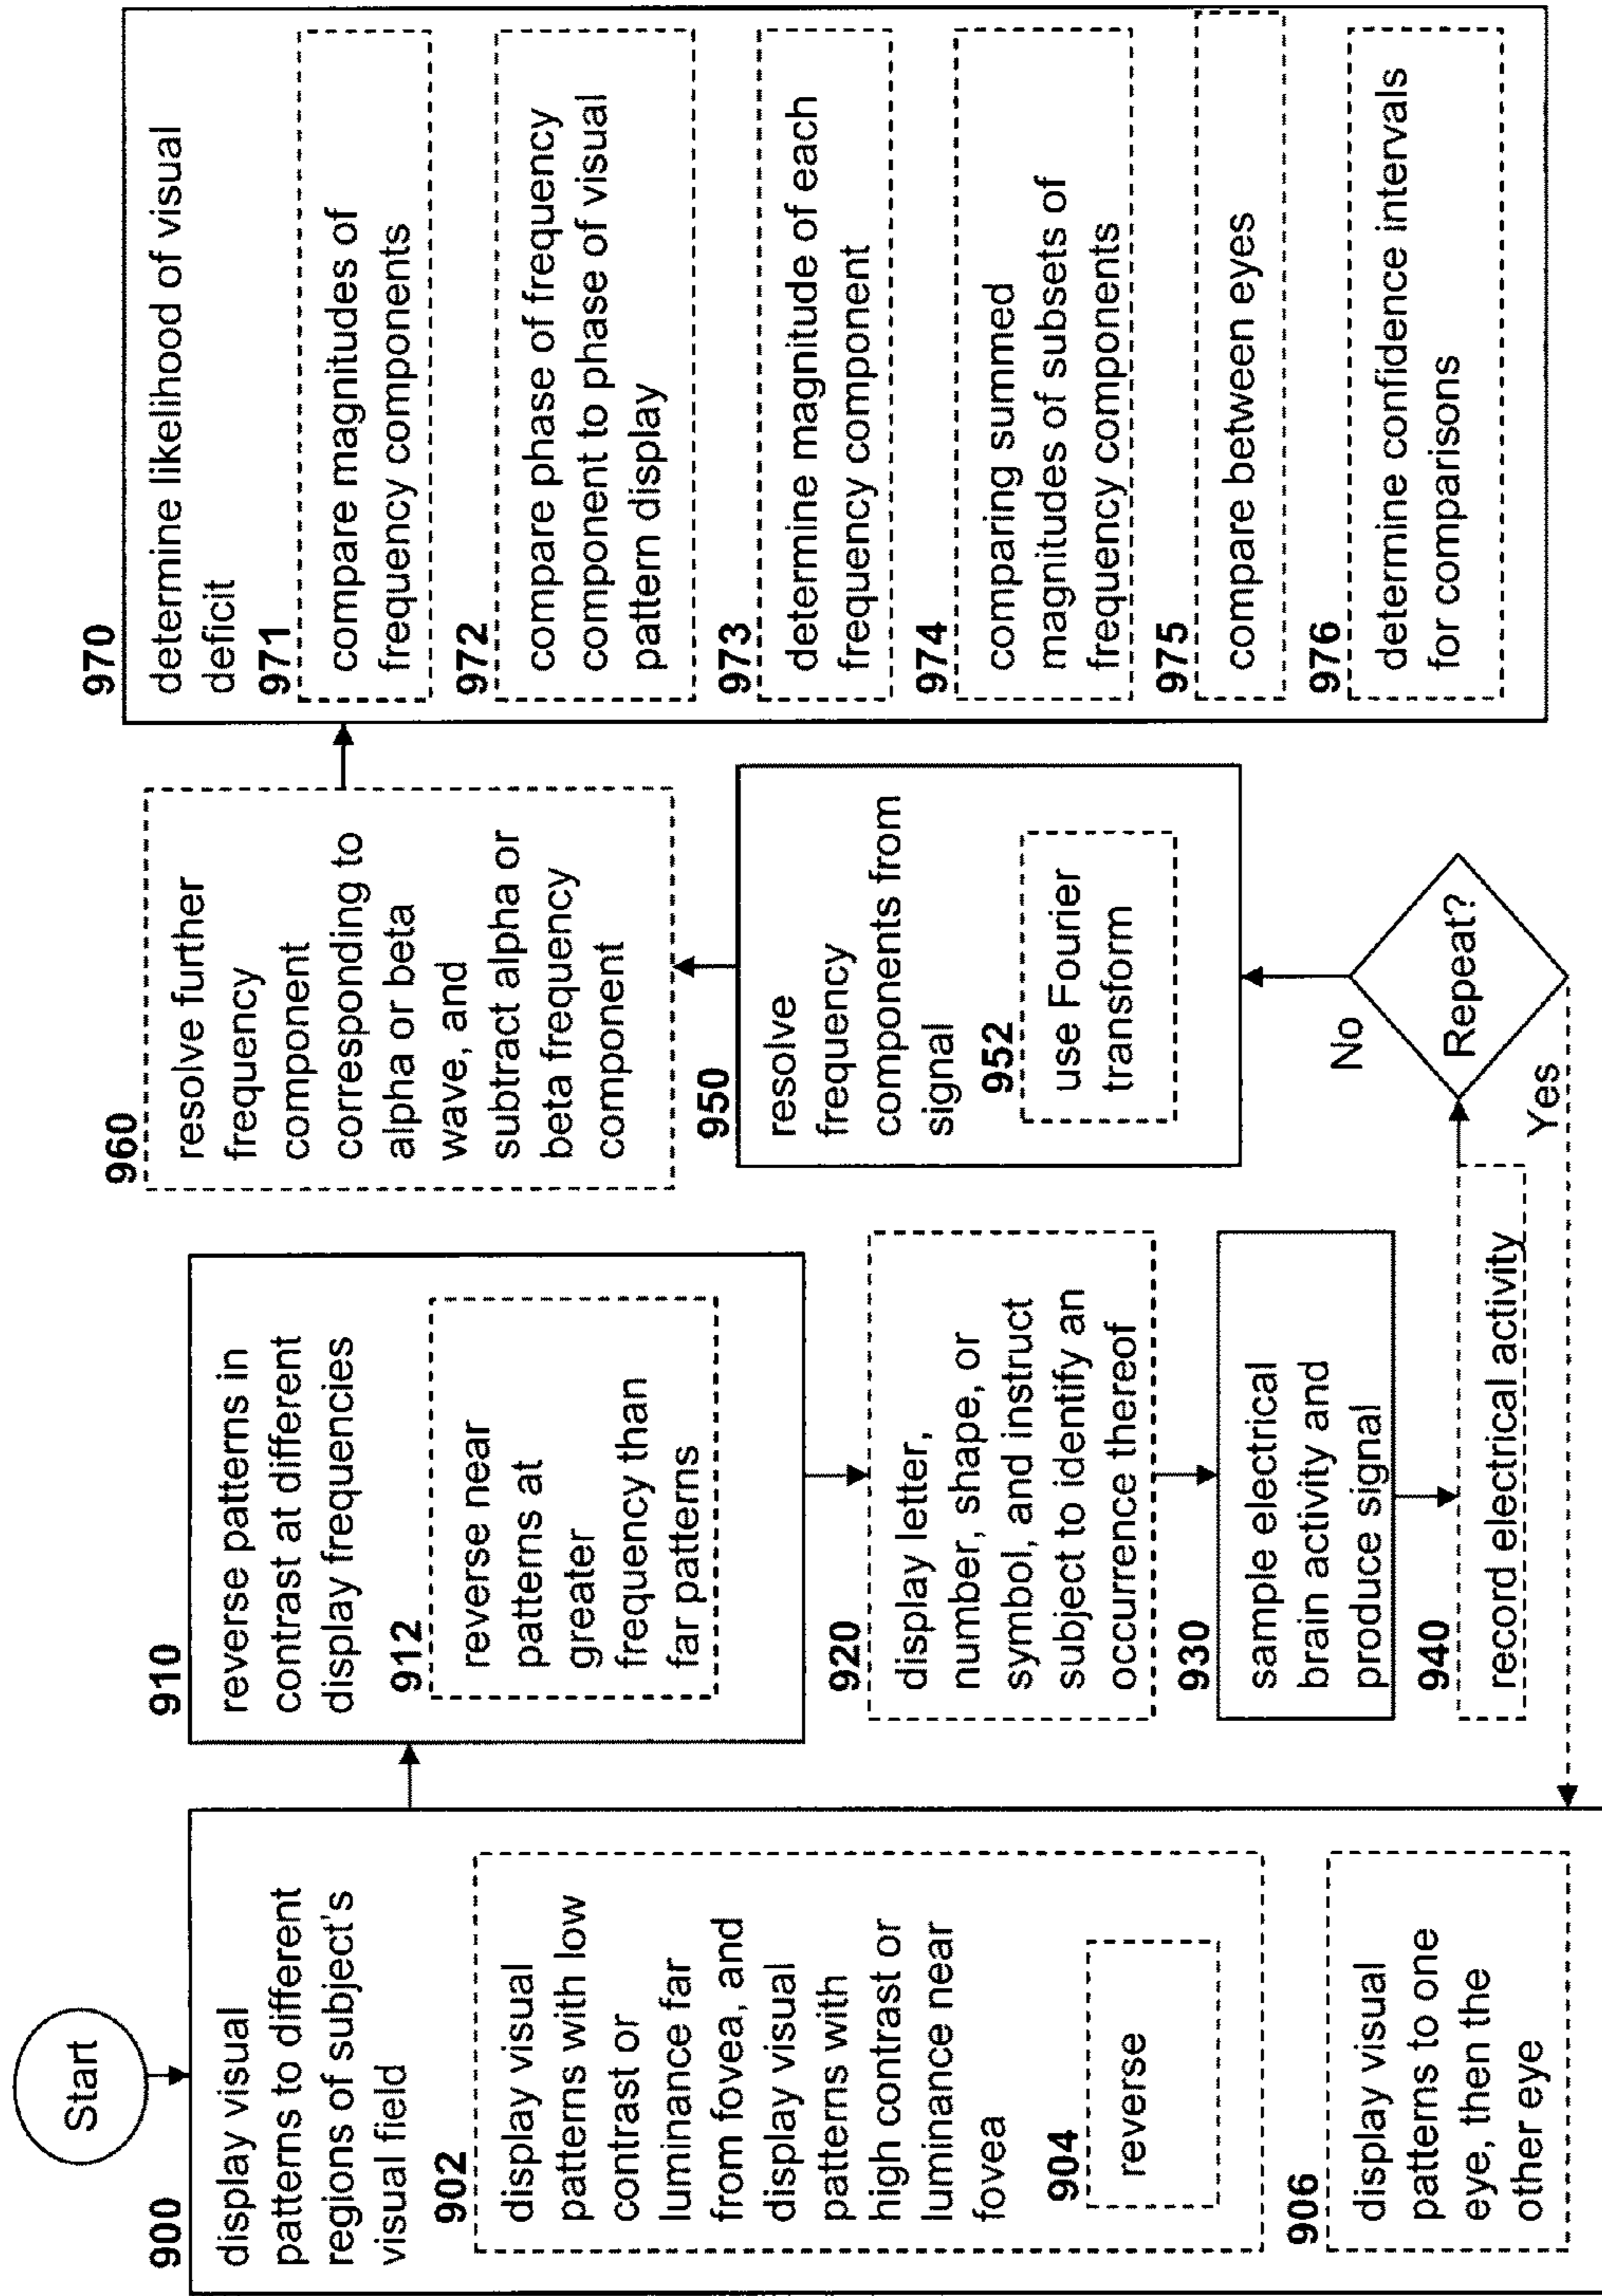 Start
900
display visual
patterns to different
regions of subject's
visual field
902
display visual
patterns with low
contrast or
luminance far
from fovea, and
display visual
patterns with
high contrast or
luminance near
fovea
904
reverse
906
display visual
patterns to one
eye, then the
other eye
910
reverse patterns in
contrast at different
display frequencies
912
reverse near
patterns at
greater
frequency than
far patterns
920
display letter,
number, shape, or
symbol, and instruct
subject to identify an
occurrence thereof
930
sample electrical
brain activity and
produce signal
940
record electrical activity
Repeat?
Yes
No
950
resolve
frequency
components from
signal
952
use Fourier
transform
960
resolve further
frequency
component
corresponding to
alpha or beta
wave, and
subtract alpha or
beta frequency
component
970
determine likelihood of visual
deficit
971
compare magnitudes of
frequency components
972
compare phase of frequency
component to phase of visual
pattern display
973
determine magnitude of each
frequency component
974
comparing summed
magnitudes of subsets of
frequency components
975
compare between eyes
976
determine confidence intervals
for comparisons